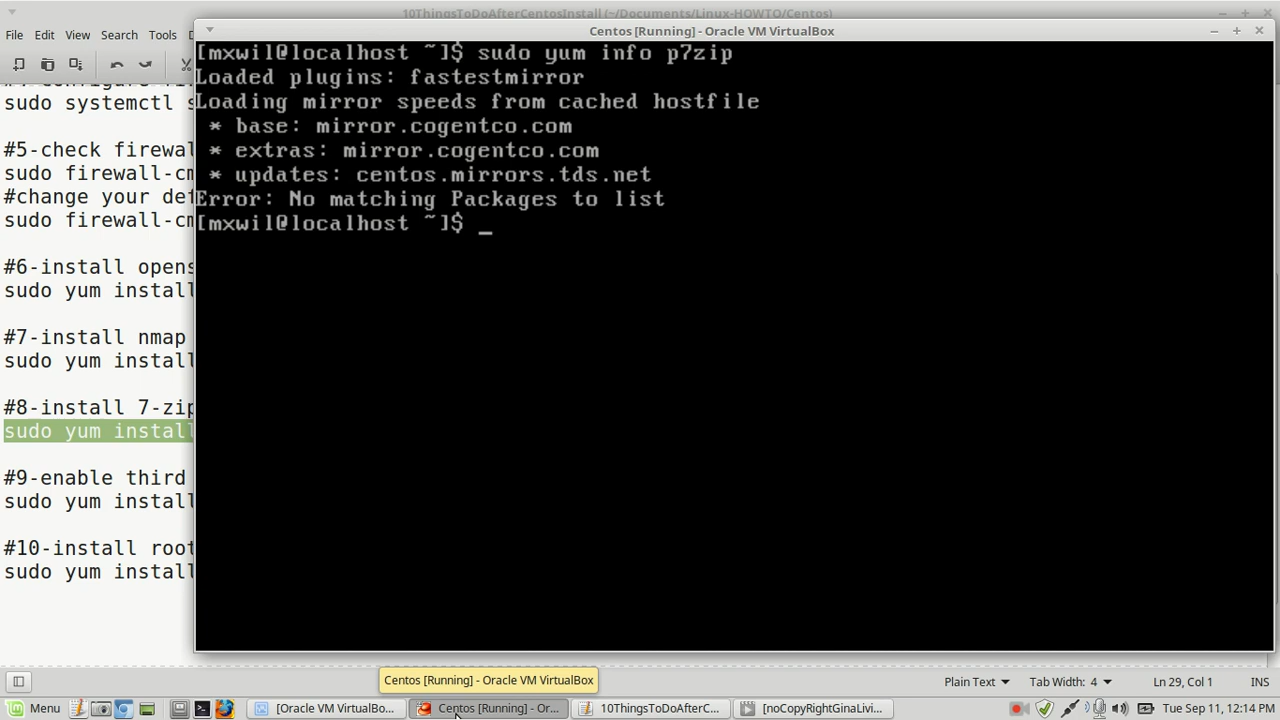 10ThingsToDoAfterCentosInstall (~/Documents/Linux-HOWTO/Centos)
File Edit View Search Tools
Centos [Running] - Oracle VM VirtualBox
[mxwil@localhost ~]$ sudo yum info p7zip
Loaded plugins: fastestmirror
Loading mirror speeds from cached hostfile
* base: mirror.cogentco.com
* extras: mirror.cogentco.com
* updates: centos.mirrors.tds.net
Error: No matching Packages to list
[mxwil@localhost ~]$ _
sudo systemctl s
#5-check firewal
sudo firewall-cm
#change your def
sudo firewall-cm
#6-install opens
sudo yum install
#7-install nmap
sudo yum install
#8-install 7-zip
sudo yum install
#9-enable third
sudo yum install
#10-install root
sudo yum install
Centos [Running] - Oracle VM VirtualBox
Plain Text Tab Width: 4 Ln 29, Col 1 INS
Menu [Oracle VM VirtualBo... Centos [Running] - Or... 10ThingsToDoAfterC... [noCopyRightGinaLivi... Tue Sep 11, 12:14 PM